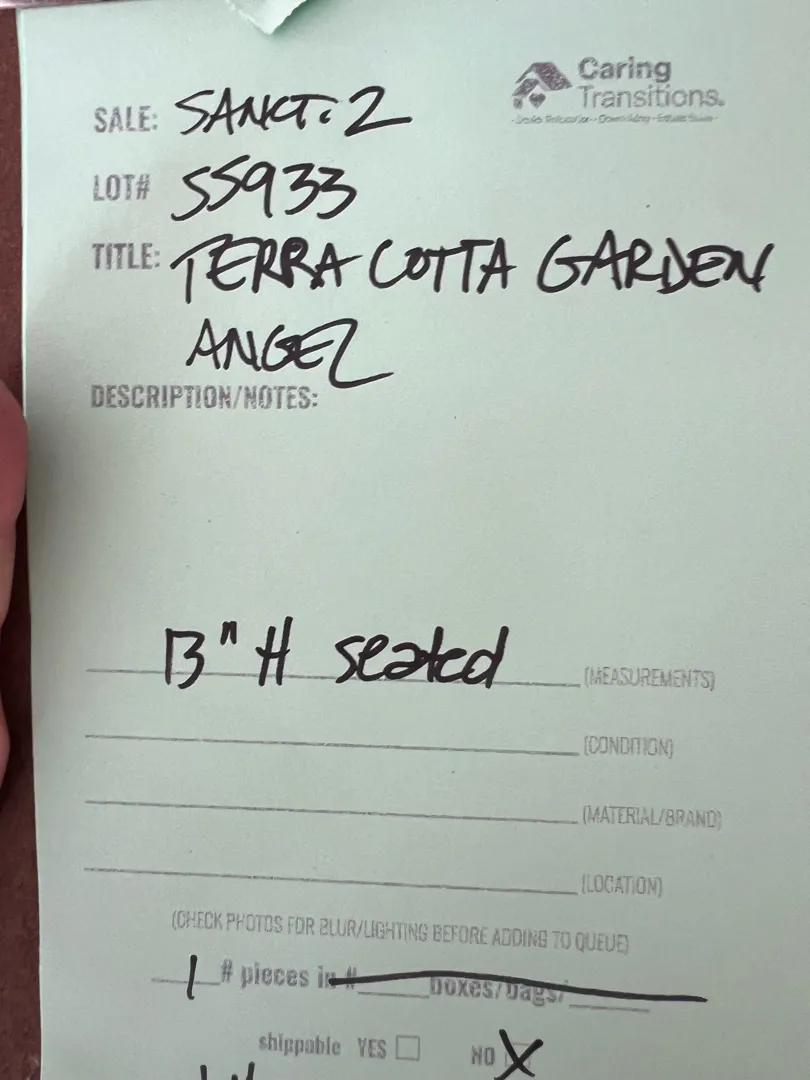 Caring
Transitions.
SALE: SANCT. 2
LOT# SS933
TITLE: TERRA COTTA GARDEN
ANGEL
DESCRIPTION/NOTES:
13" H seated (MEASUREMENTS)
(CONDITION)
(MATERIAL/BRAND)
(LOCATION)
(CHECK PHOTOS FOR BLUR/LIGHTING BEFORE ADDING TO QUEUE)
1 # pieces in # boxes/bags/
shippable YES NO X